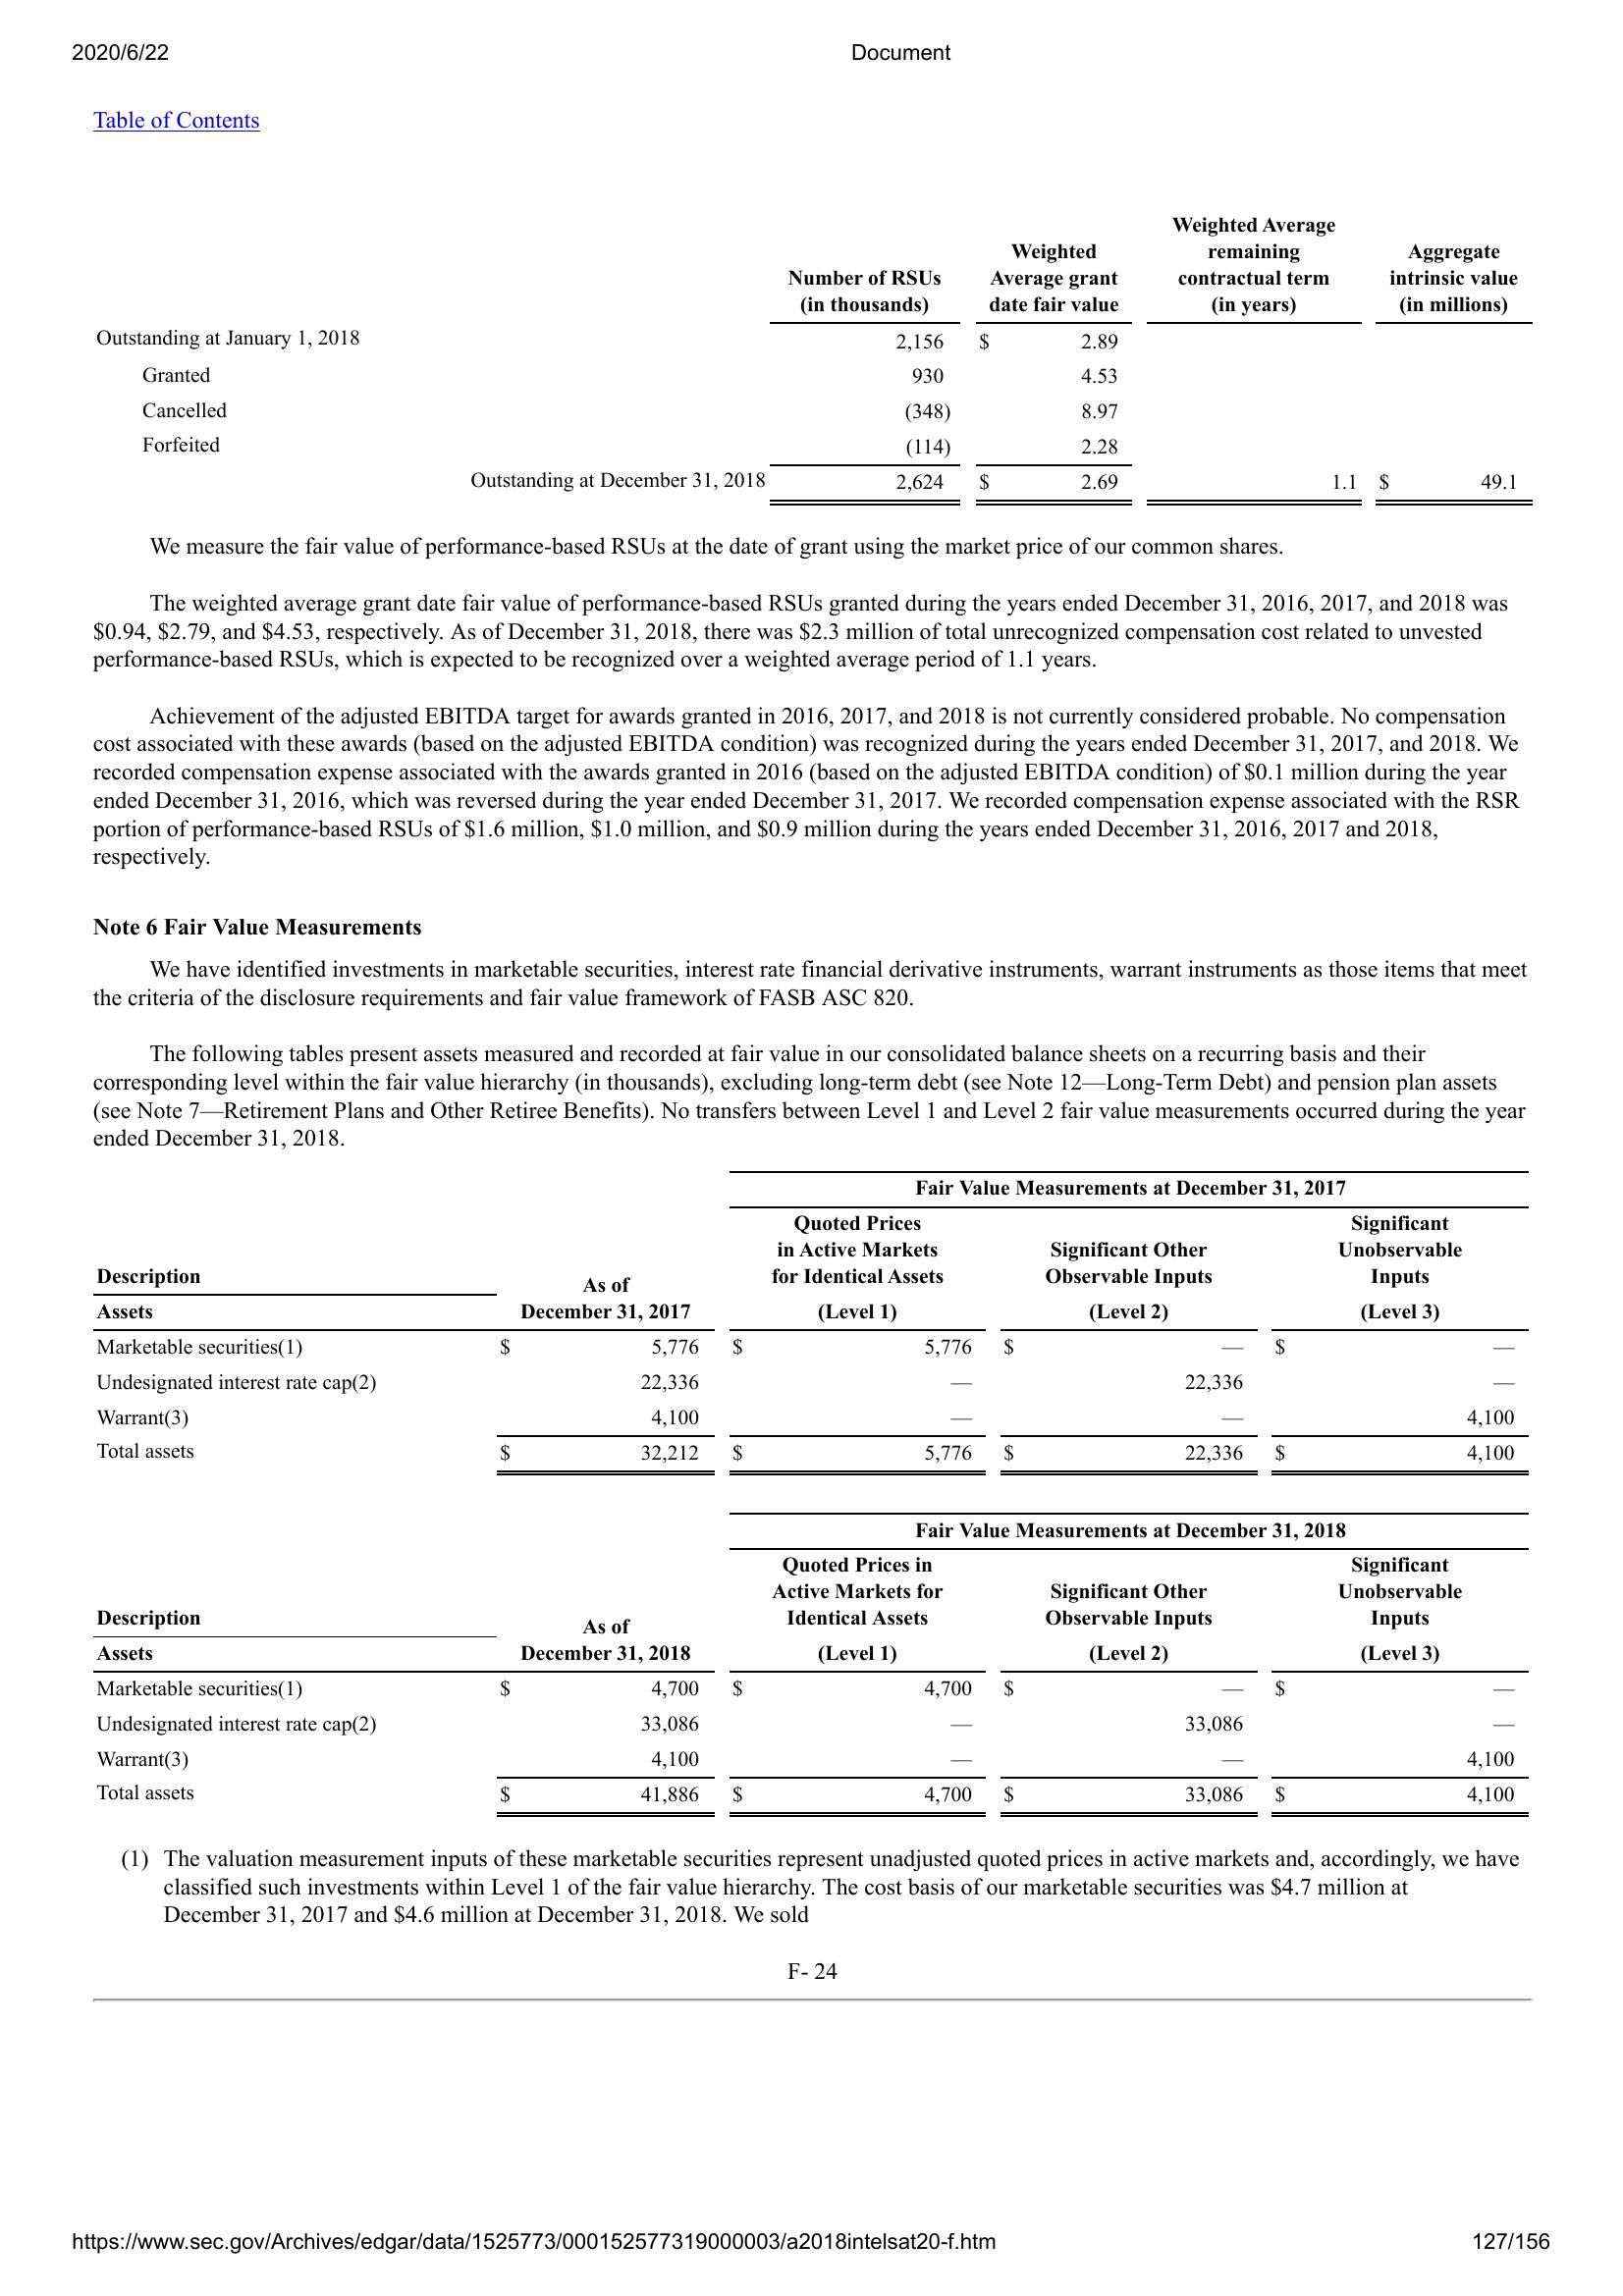 2020/6/22 Document
Table of Contents
Weighted Average
Weighted remaining Aggregate
Number of RSUs Average grant contractual term intrinsic value
(in thousands) date fair value (in years) (in millions)
Outstanding at January 1, 2018 2,156 $ 2.89
Granted 930 4.53
Cancelled (348) 8.97
Forfeited (114) 2.28
Outstanding at December 31, 2018 2,624 $ 2.69 1.1 $ 49.1
We measure the fair value of performance-based RSUs at the date of grant using the market price of our common shares.
The weighted average grant date fair value of performance-based RSUs granted during the years ended December 31, 2016, 2017, and 2018 was
$0.94, $2.79, and $4.53, respectively. As of December 31, 2018, there was $2.3 million of total unrecognized compensation cost related to unvested
performance-based RSUs, which is expected to be recognized over a weighted average period of 1.1 years.
Achievement of the adjusted EBITDA target for awards granted in 2016, 2017, and 2018 is not currently considered probable. No compensation
cost associated with these awards (based on the adjusted EBITDA condition) was recognized during the years ended December 31, 2017, and 2018. We
recorded compensation expense associated with the awards granted in 2016 (based on the adjusted EBITDA condition) of $0.1 million during the year
ended December 31, 2016, which was reversed during the year ended December 31, 2017. We recorded compensation expense associated with the RSR
portion of performance-based RSUs of $1.6 million, $1.0 million, and $0.9 million during the years ended December 31, 2016, 2017 and 2018,
respectively.
Note 6 Fair Value Measurements
We have identified investments in marketable securities, interest rate financial derivative instruments, warrant instruments as those items that meet
the criteria of the disclosure requirements and fair value framework of FASB ASC 820.
The following tables present assets measured and recorded at fair value in our consolidated balance sheets on a recurring basis and their
corresponding level within the fair value hierarchy (in thousands), excluding long-term debt (see Note 12—Long-Term Debt) and pension plan assets
(see Note 7—Retirement Plans and Other Retiree Benefits). No transfers between Level 1 and Level 2 fair value measurements occurred during the year
ended December 31, 2018.
Fair Value Measurements at December 31, 2017
Quoted Prices Significant
in Active Markets Significant Other Unobservable
Description As of for Identical Assets Observable Inputs Inputs
Assets December 31, 2017 (Level 1) (Level 2) (Level 3)
Marketable securities(1) $ 5,776 $ 5,776 $ — $ —
Undesignated interest rate cap(2) 22,336 — 22,336 —
Warrant(3) 4,100 — — 4,100
Total assets $ 32,212 $ 5,776 $ 22,336 $ 4,100
Fair Value Measurements at December 31, 2018
Quoted Prices in Significant
Active Markets for Significant Other Unobservable
Description As of Identical Assets Observable Inputs Inputs
Assets December 31, 2018 (Level 1) (Level 2) (Level 3)
Marketable securities(1) $ 4,700 $ 4,700 $ — $ —
Undesignated interest rate cap(2) 33,086 — 33,086 —
Warrant(3) 4,100 — — 4,100
Total assets $ 41,886 $ 4,700 $ 33,086 $ 4,100
(1) The valuation measurement inputs of these marketable securities represent unadjusted quoted prices in active markets and, accordingly, we have
classified such investments within Level 1 of the fair value hierarchy. The cost basis of our marketable securities was $4.7 million at
December 31, 2017 and $4.6 million at December 31, 2018. We sold
F- 24
https://www.sec.gov/Archives/edgar/data/1525773/000152577319000003/a2018intelsat20-f.htm 127/156